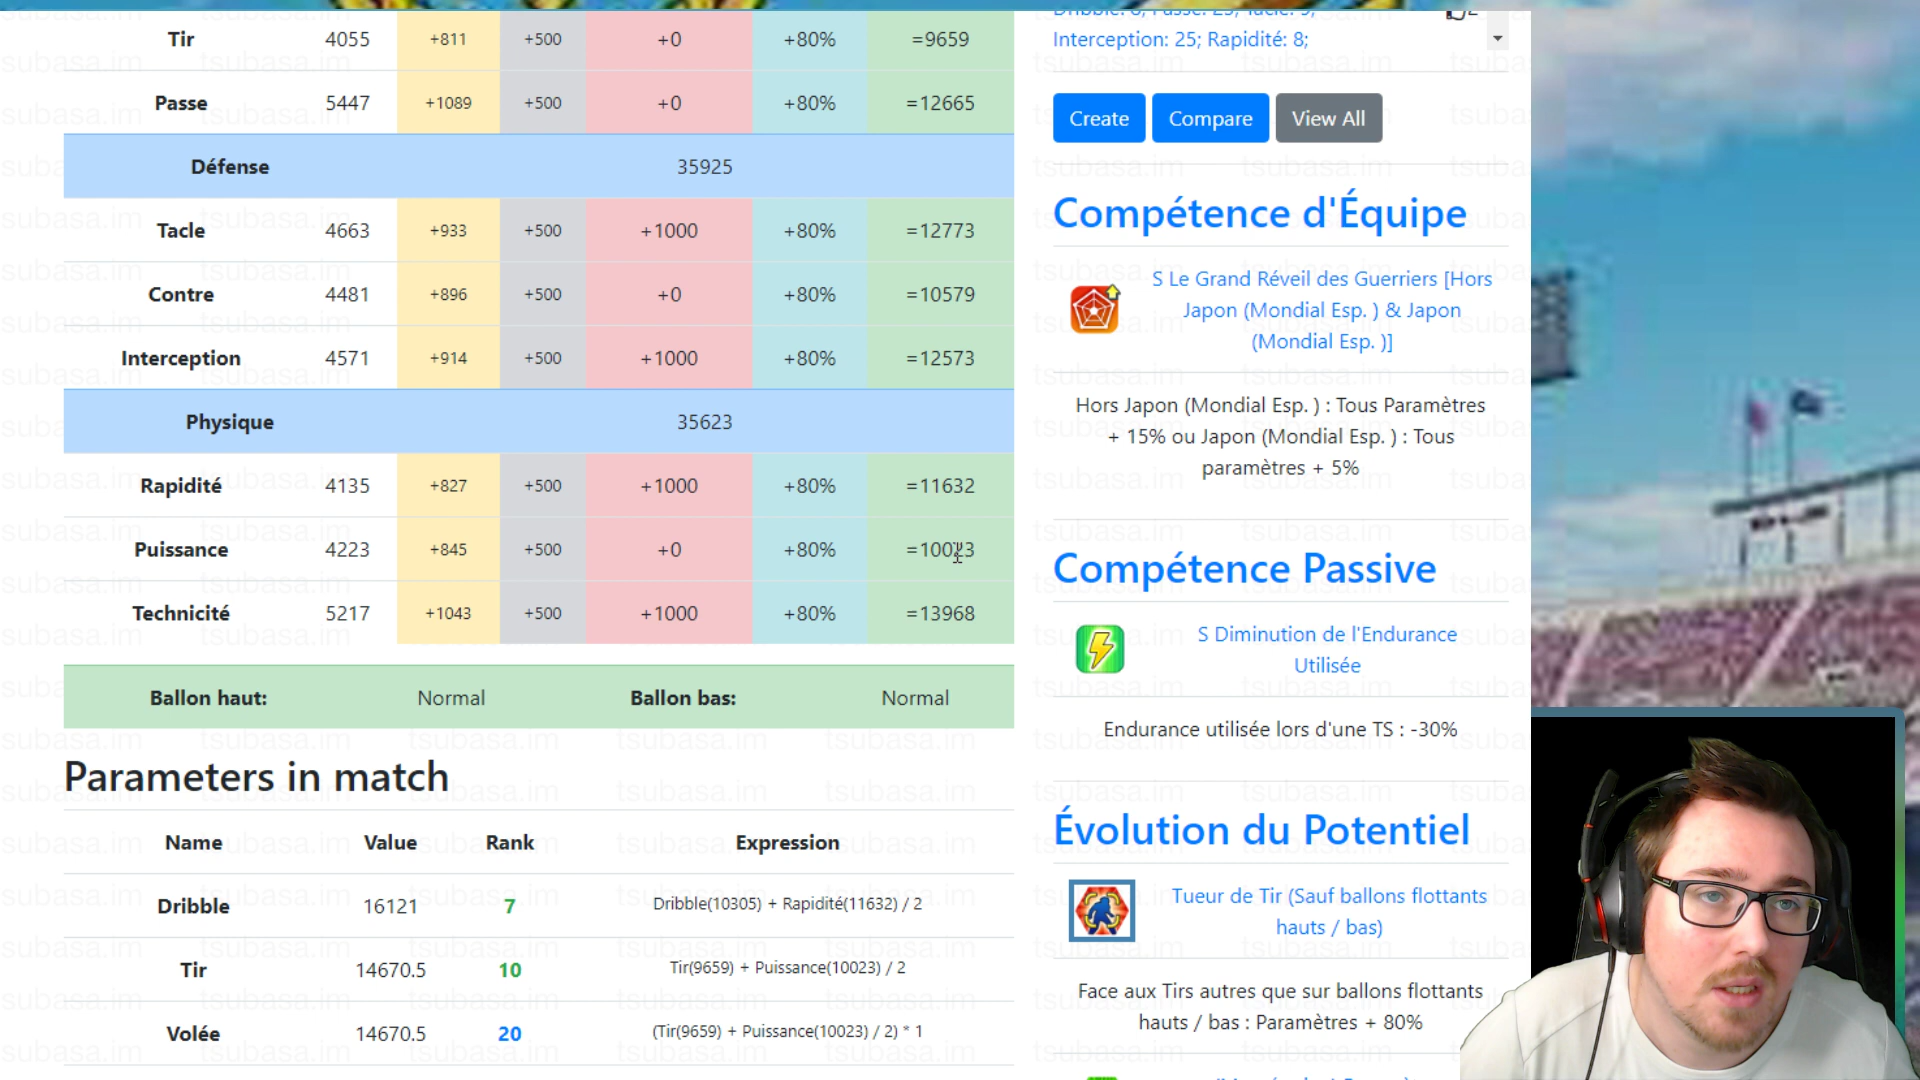 Tir 4055 +811 +500 +0 +80% =9659
Passe 5447 +1089 +500 +0 +80% =12665
Défense 35925
Tacle 4663 +933 +500 +1000 +80% =12773
Contre 4481 +896 +500 +0 +80% =10579
Interception 4571 +914 +500 +1000 +80% =12573
Physique 35623
Rapidité 4135 +827 +500 +1000 +80% =11632
Puissance 4223 +845 +500 +0 +80% =10023
Technicité 5217 +1043 +500 +1000 +80% =13968
Ballon haut: Normal Ballon bas: Normal
Parameters in match
Name Value Rank Expression
Dribble 16121 7 Dribble(10305) + Rapidité(11632) / 2
Tir 14670.5 10 Tir(9659) + Puissance(10023) / 2
Volée 14670.5 20 (Tir(9659) + Puissance(10023) / 2) * 1
Interception: 25; Rapidité: 8;
Create Compare View All
Compétence d'Équipe
S Le Grand Réveil des Guerriers [Hors
Japon (Mondial Esp. ) & Japon
(Mondial Esp. )]
Hors Japon (Mondial Esp. ) : Tous Paramètres
+ 15% ou Japon (Mondial Esp. ) : Tous
paramètres + 5%
Compétence Passive
S Diminution de l'Endurance
Utilisée
Endurance utilisée lors d'une TS : -30%
Évolution du Potentiel
Tueur de Tir (Sauf ballons flottants
hauts / bas)
Face aux Tirs autres que sur ballons flottants
hauts / bas : Paramètres + 80%
tsubasa.im